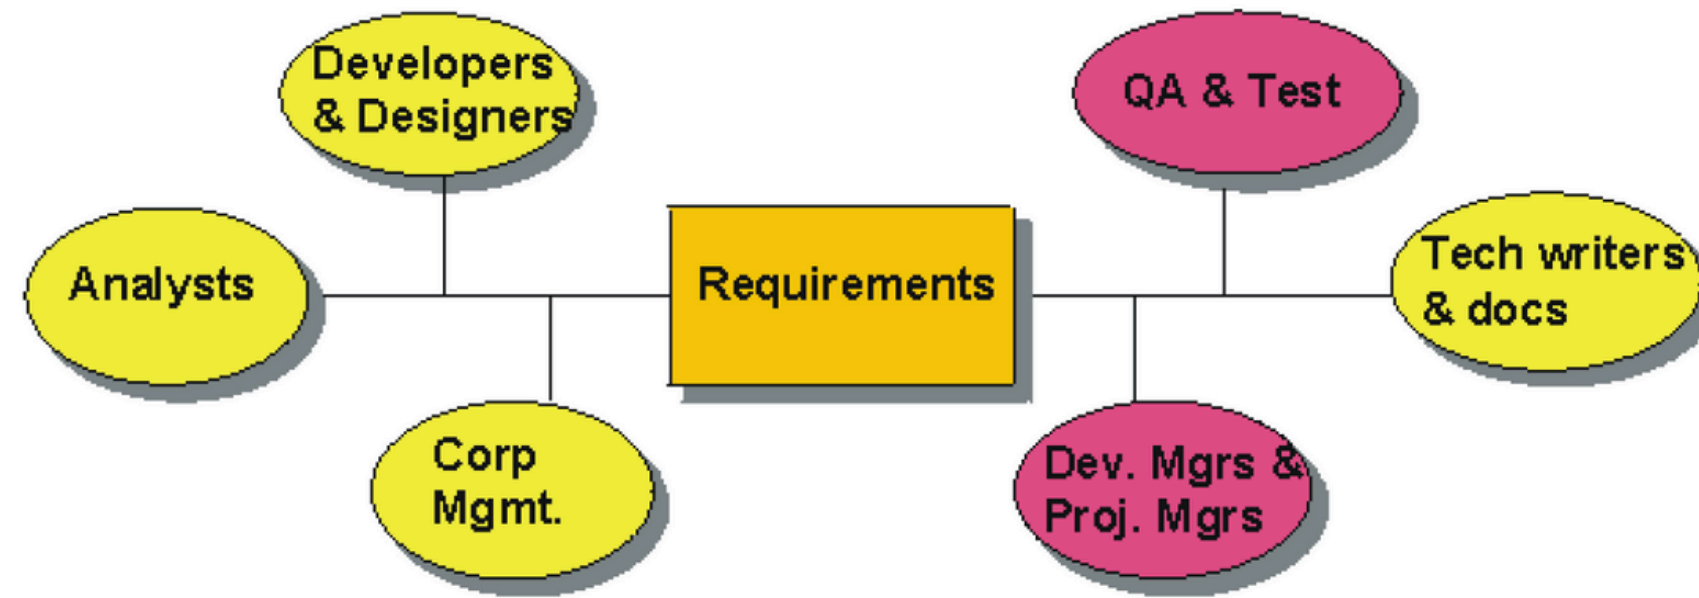 Developers
& Designers
QA & Test
Analysts
Requirements
Tech writers
& docs
Corp
Mgmt.
Dev. Mgrs &
Proj. Mgrs